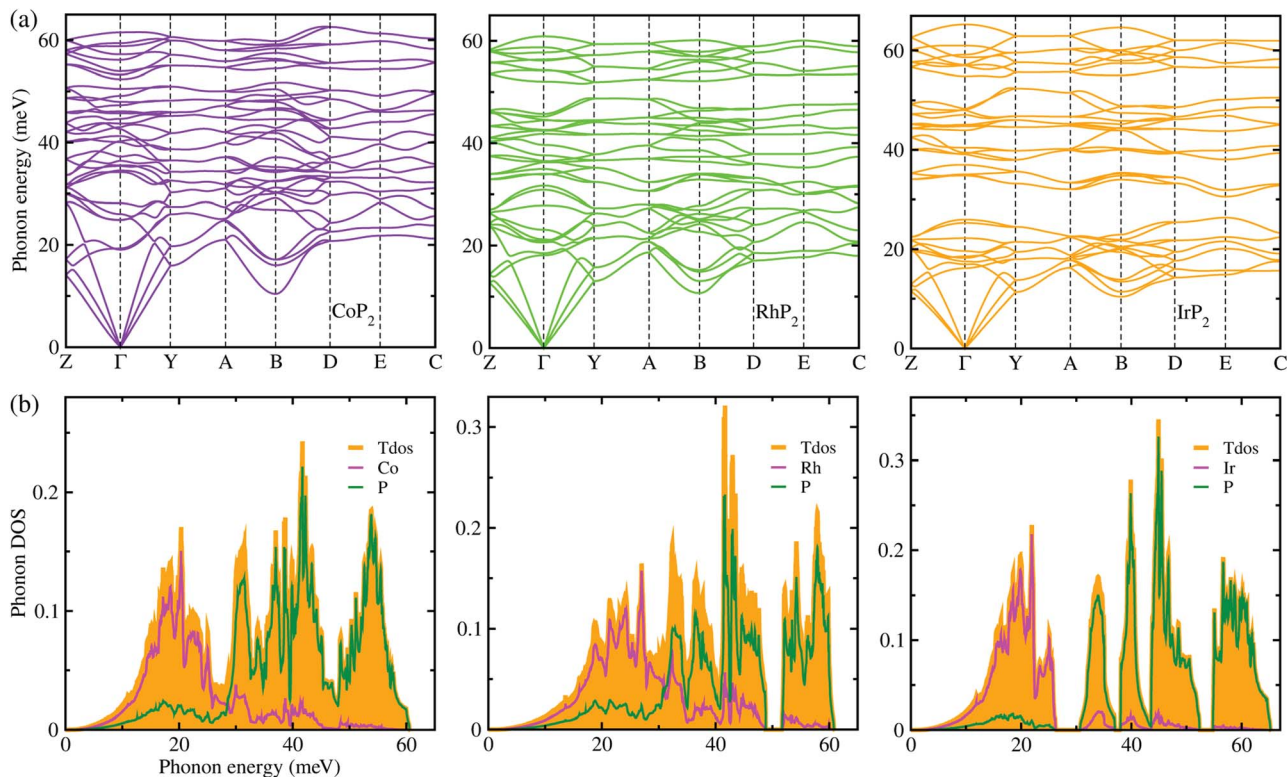 (a)
Phonon energy (meV)
60
40
20
0
CoP2
Z Γ Y A B D E C
60
40
20
0
RhP2
Z Γ Y A B D E C
60
40
20
0
IrP2
Z Γ Y A B D E C
(b)
Phonon DOS
0.2
0.1
0
Tdos
Co
P
0 20 40 60
Phonon energy (meV)
0.3
0.2
0.1
0
Tdos
Rh
P
0 20 40 60
0.3
0.2
0.1
0
Tdos
Ir
P
0 20 40 60